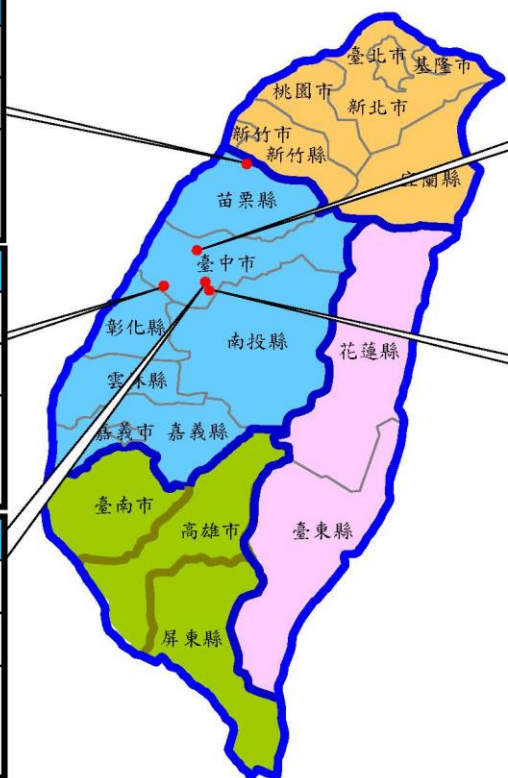 臺北市
基隆市
桃園市
新北市
新竹市
新竹縣
宜蘭縣
苗栗縣
臺中市
彰化縣
南投縣
花蓮縣
雲林縣
嘉義市 嘉義縣
臺南市
高雄市
臺東縣
屏東縣